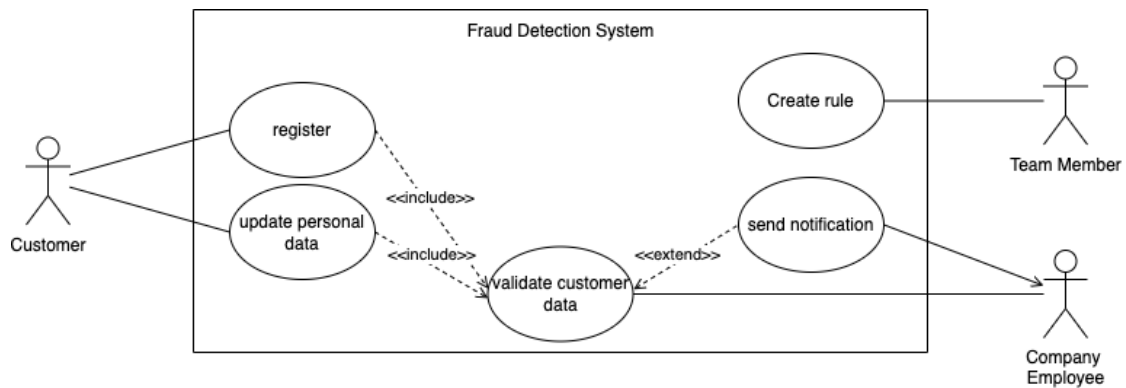 Fraud Detection System
Create rule
register
Team Member
<<include>>
update personal
data
send notification
Customer
<<include>>
<<extend>>
validate customer
data
Company
Employee